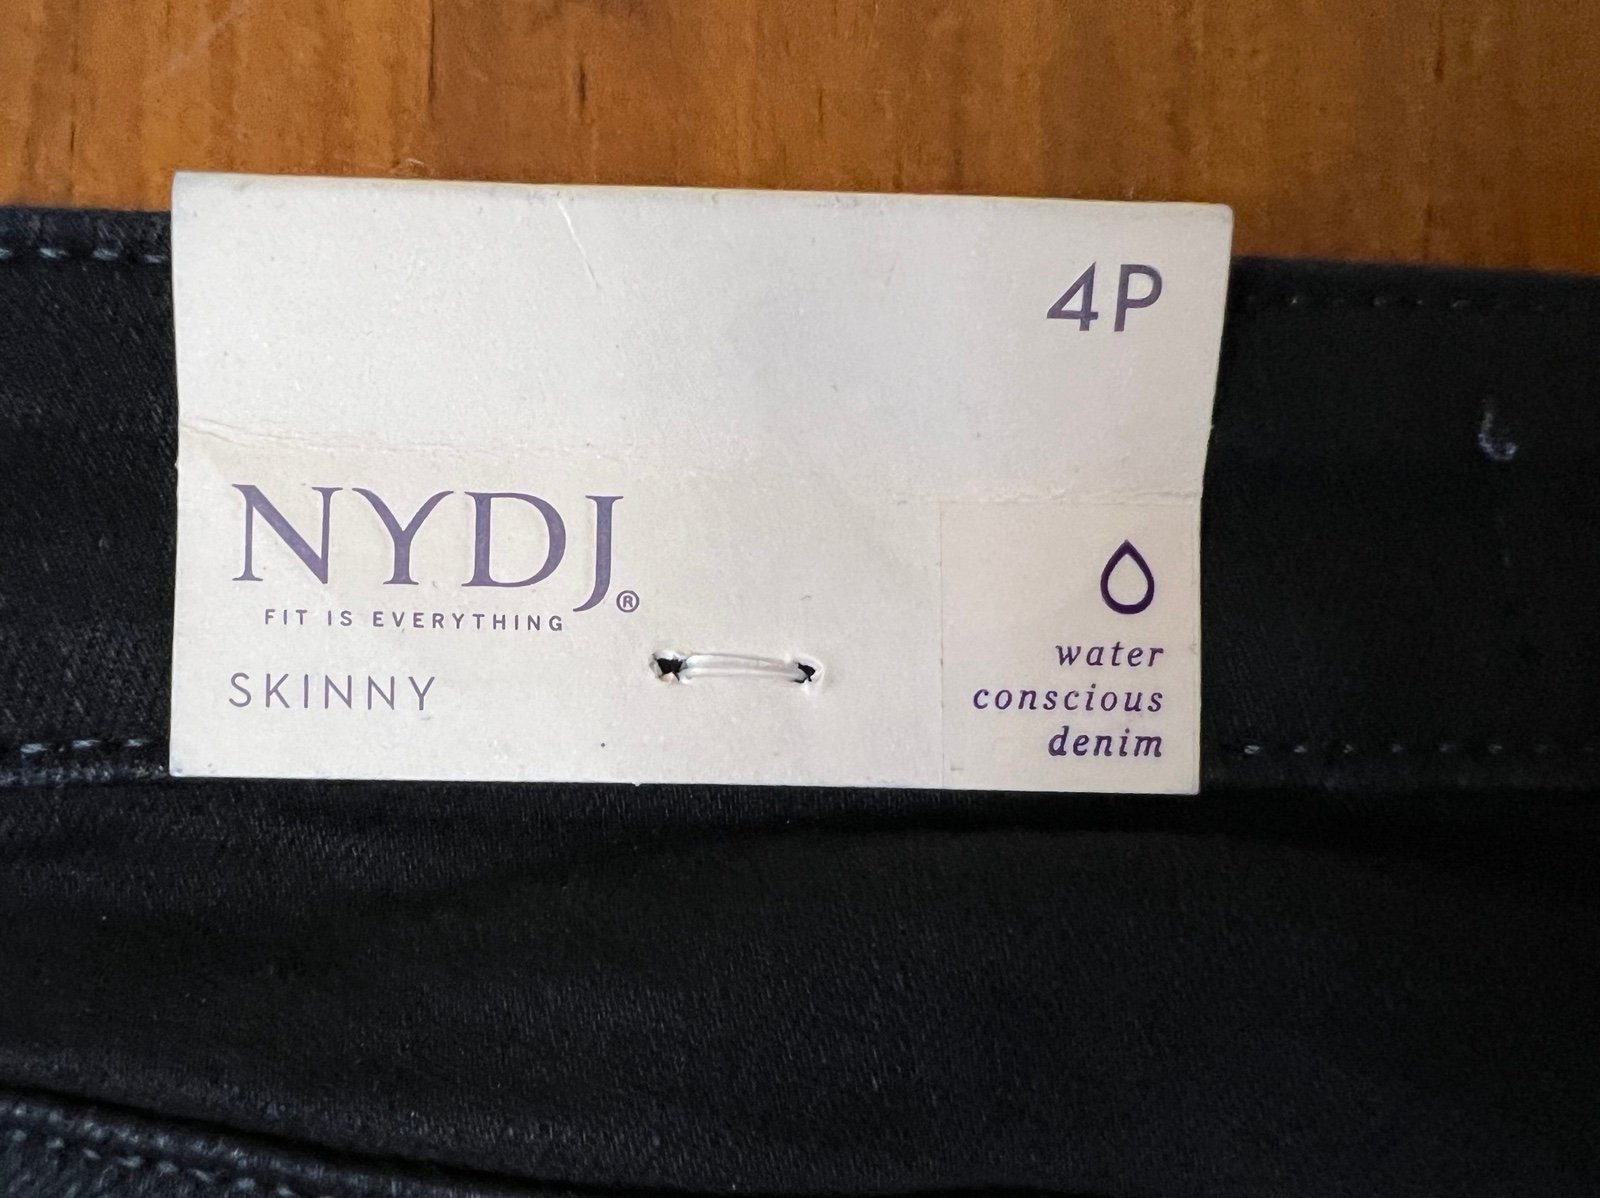 4P
NYDJ®
FIT IS EVERYTHING
SKINNY
water
conscious
denim